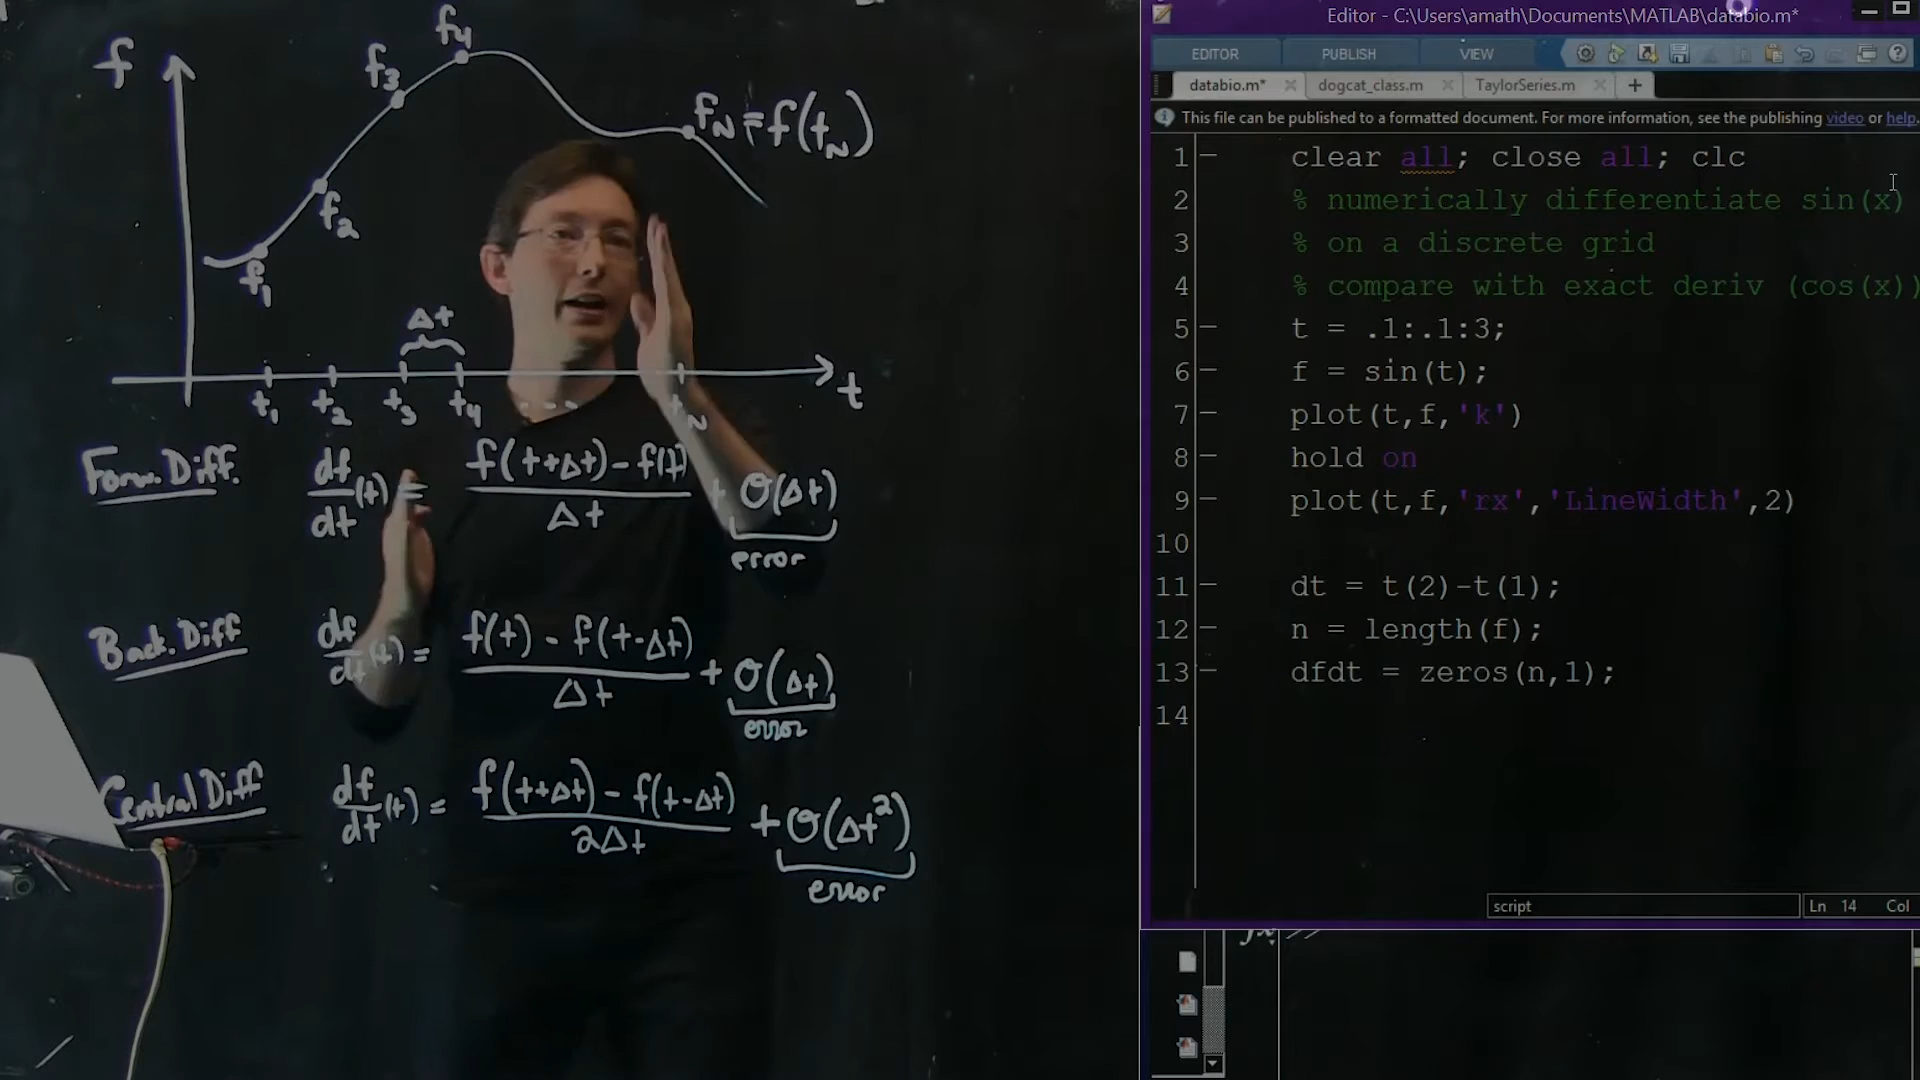 f
f4
f3
fN = f(tN)
f2
f1
Δt
t1 t2 t3 t4 ... tN
t
Forw. Diff. df/dt (t) = f(t+Δt) - f(t) / Δt + O(Δt)
error
Back. Diff df/dt (t) = f(t) - f(t-Δt) / Δt + O(Δt)
error
Central Diff df/dt (t) = f(t+Δt) - f(t-Δt) / 2Δt + O(Δt²)
error
Editor - C:\Users\amath\Documents\MATLAB\databio.m*
EDITOR PUBLISH VIEW
databio.m* dogcat_class.m TaylorSeries.m +
This file can be published to a formatted document. For more information, see the publishing video or help.
1 clear all; close all; clc
2 % numerically differentiate sin(x)
3 % on a discrete grid
4 % compare with exact deriv (cos(x))
5 t = .1:.1:3;
6 f = sin(t);
7 plot(t,f,'k')
8 hold on
9 plot(t,f,'rx','LineWidth',2)
10
11 dt = t(2)-t(1);
12 n = length(f);
13 dfdt = zeros(n,1);
14
script Ln 14 Col
fx >>